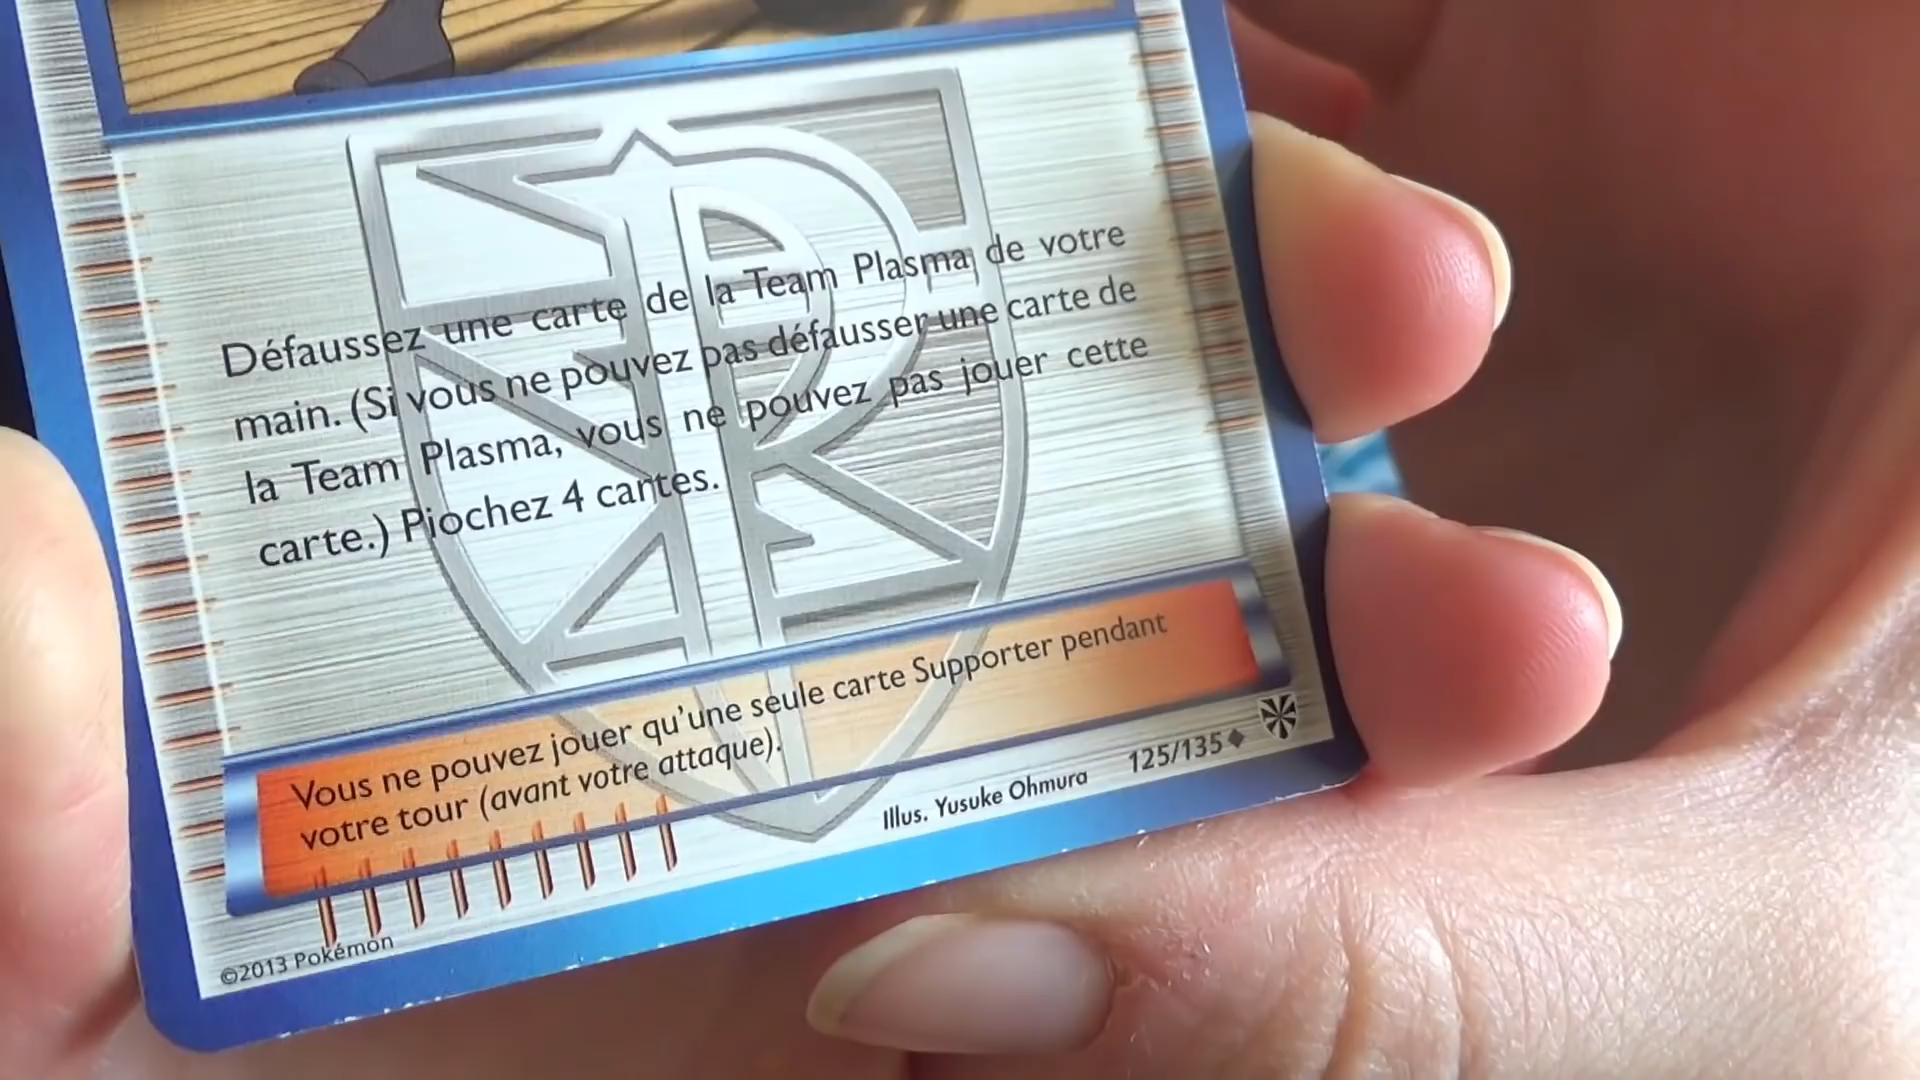 Défaussez une carte de la Team Plasma de votre
main. (Si vous ne pouvez pas défausser une carte de
la Team Plasma, vous ne pouvez pas jouer cette
carte.) Piochez 4 cartes.
Vous ne pouvez jouer qu'une seule carte Supporter pendant
votre tour (avant votre attaque).
Illus. Yusuke Ohmura 125/135
©2013 Pokémon